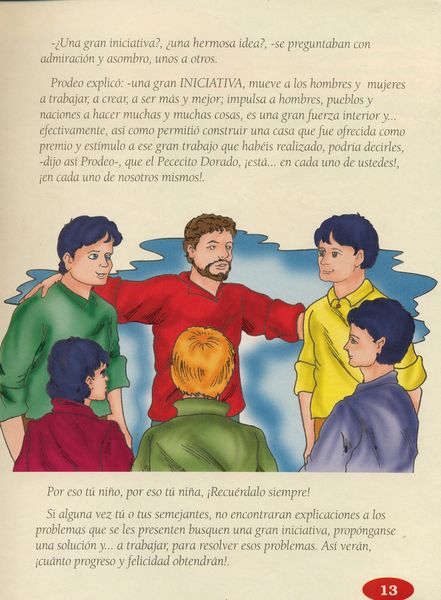 -¿Una gran iniciativa?, ¿una hermosa idea?, -se preguntaban con
admiración y asombro, unos a otros.
Prodeo explicó: -una gran INICIATIVA, mueve a los hombres y mujeres
a trabajar, a crear, a ser más y mejor; impulsa a hombres, pueblos y
naciones a hacer muchas y muchas cosas, es una gran fuerza interior y...
efectivamente, así como permitió construir una casa que fue ofrecida como
premio y estímulo a ese gran trabajo que habéis realizado, podría decirles,
-dijo así Prodeo-, que el Pececito Dorado, ¡está... en cada uno de ustedes!,
¡en cada uno de nosotros mismos!.
Por eso tú niño, por eso tú niña, ¡Recuérdalo siempre!
Si alguna vez tú o tus semejantes, no encontraran explicaciones a los
problemas que se les presenten busquen una gran iniciativa, propónganse
una solución y... a trabajar, para resolver esos problemas. Así verán,
¡cuánto progreso y felicidad obtendrán!.
13